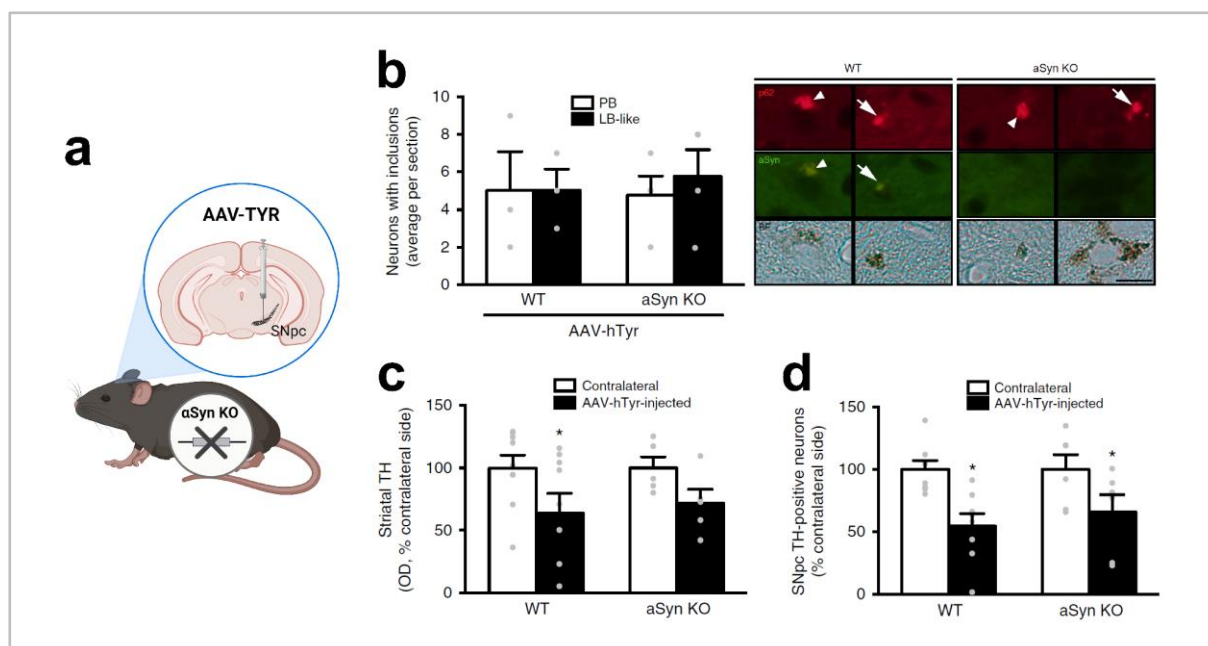 a
AAV-TYR
SNpc
αSyn KO
b
Neurons with inclusions
(average per section)
10
8
6
4
2
0
PB
LB-like
WT
aSyn KO
AAV-hTyr
WT
aSyn KO
p62
aSyn
c
Striatal TH
(OD, % contralateral side)
150
100
50
0
Contralateral
AAV-hTyr-injected
*
WT
aSyn KO
d
SNpc TH-positive neurons
(% contralateral side)
150
100
50
0
Contralateral
AAV-hTyr-injected
*
*
WT
aSyn KO